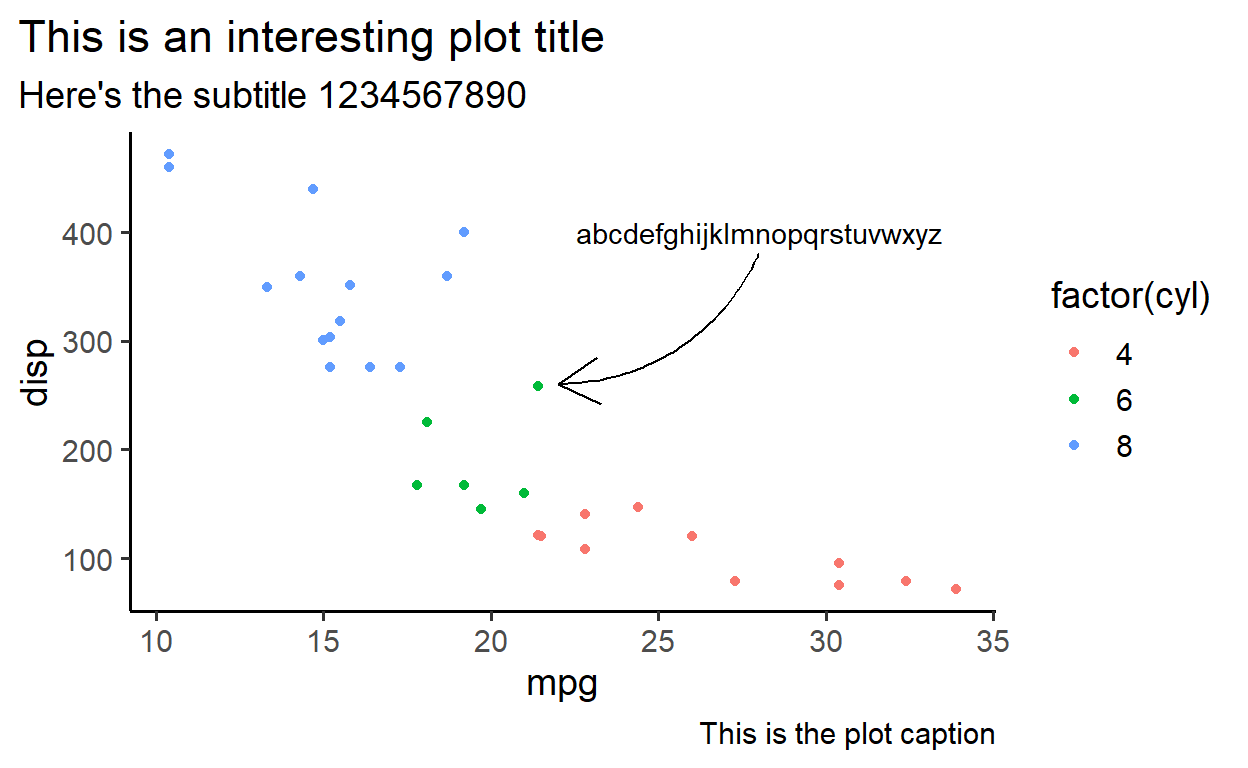 This is an interesting plot title
Here's the subtitle 1234567890
disp
400
300
200
100
abcdefghijklmnopqrstuvwxyz
factor(cyl)
4
6
8
10 15 20 25 30 35
mpg
This is the plot caption